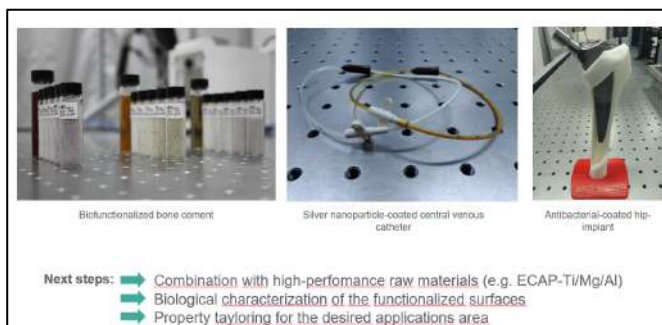 Biofunctionalized bone cement
Silver nanoparticle-coated central venous
catheter
Antibacterial-coated hip-
implant
Next steps:
Combination with high-perfomance raw materials (e.g. ECAP-Ti/Mg/Al)
Biological characterization of the functionalized surfaces
Property tayloring for the desired applications area